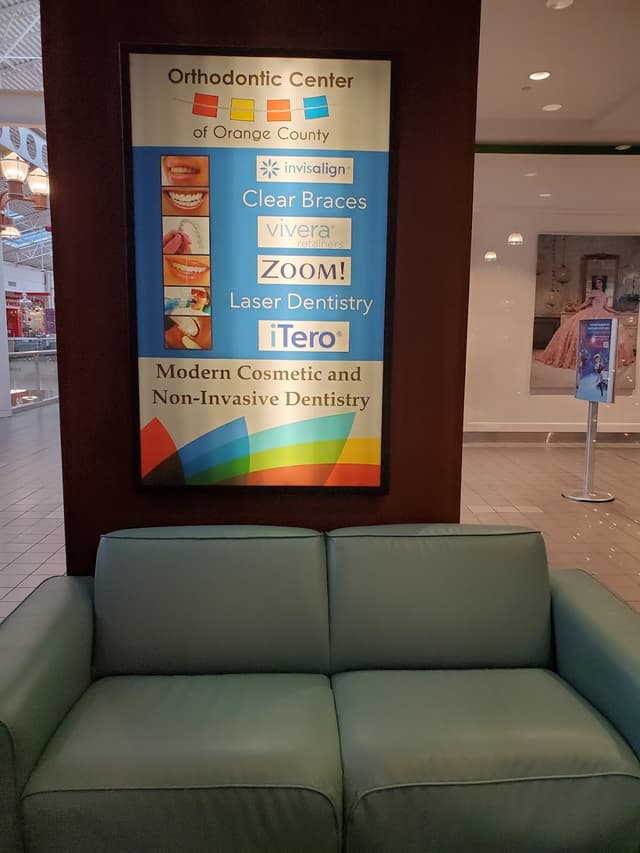 Orthodontic Center
of Orange County
invisalign®
Clear Braces
vivera®
retainers
ZOOM!
Laser Dentistry
iTero®
Modern Cosmetic and
Non-Invasive Dentistry